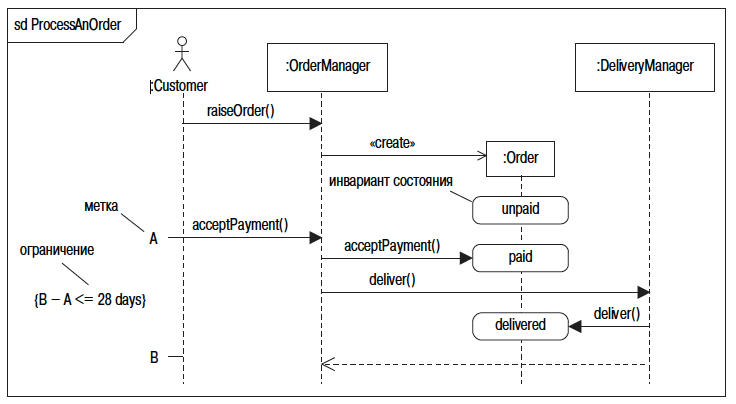 sd ProcessAnOrder
:Customer
:OrderManager
:DeliveryManager
raiseOrder()
«create»
:Order
инвариант состояния
unpaid
метка
A
acceptPayment()
acceptPayment()
paid
ограничение
deliver()
{B – A <= 28 days}
delivered
deliver()
B